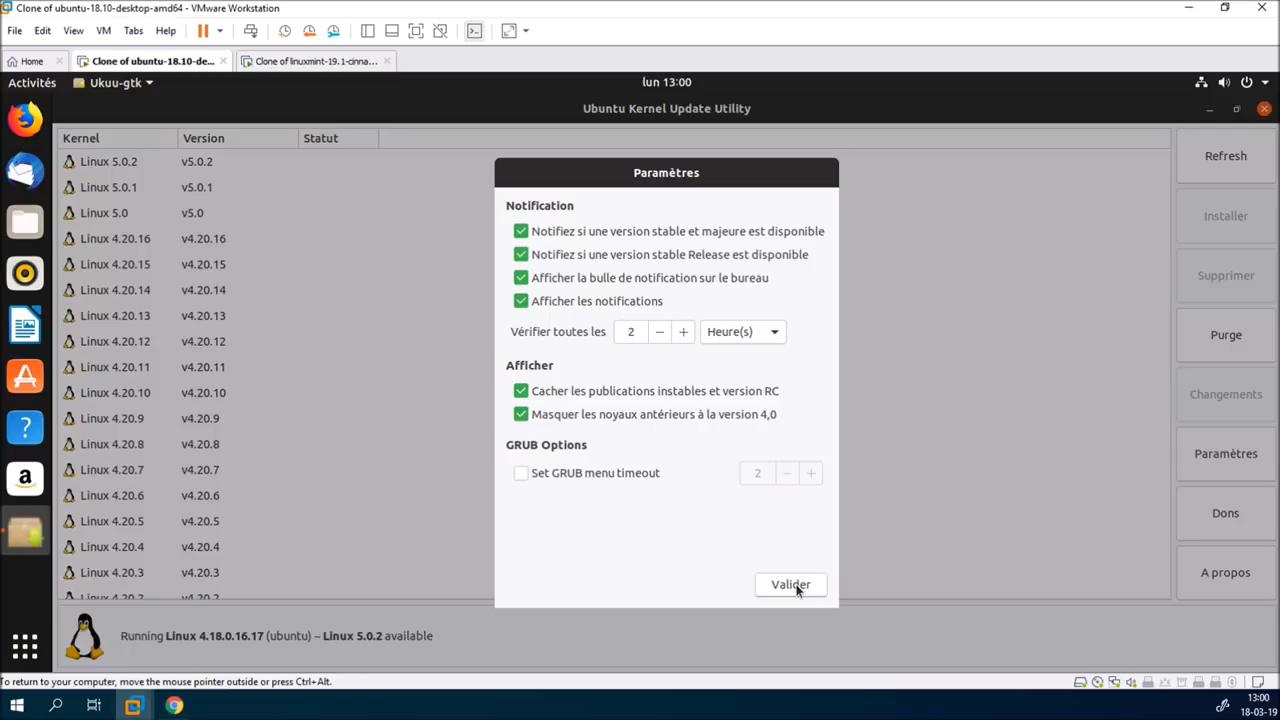 Clone of ubuntu-18.10-desktop-amd64 - VMware Workstation
File Edit View VM Tabs Help
Home Clone of ubuntu-18.10-de... Clone of linuxmint-19.1-cinna...
Activités Ukuu-gtk lun 13:00
Ubuntu Kernel Update Utility
Kernel Version Statut
Linux 5.0.2 v5.0.2
Linux 5.0.1 v5.0.1
Linux 5.0 v5.0
Linux 4.20.16 v4.20.16
Linux 4.20.15 v4.20.15
Linux 4.20.14 v4.20.14
Linux 4.20.13 v4.20.13
Linux 4.20.12 v4.20.12
Linux 4.20.11 v4.20.11
Linux 4.20.10 v4.20.10
Linux 4.20.9 v4.20.9
Linux 4.20.8 v4.20.8
Linux 4.20.7 v4.20.7
Linux 4.20.6 v4.20.6
Linux 4.20.5 v4.20.5
Linux 4.20.4 v4.20.4
Linux 4.20.3 v4.20.3
Linux 4.20.2 v4.20.2
Paramètres
Notification
Notifiez si une version stable et majeure est disponible
Notifiez si une version stable Release est disponible
Afficher la bulle de notification sur le bureau
Afficher les notifications
Vérifier toutes les 2 − + Heure(s)
Afficher
Cacher les publications instables et version RC
Masquer les noyaux antérieurs à la version 4,0
GRUB Options
Set GRUB menu timeout 2 − +
Valider
Refresh
Installer
Supprimer
Purge
Changements
Paramètres
Dons
A propos
Running Linux 4.18.0.16.17 (ubuntu) ~ Linux 5.0.2 available
To return to your computer, move the mouse pointer outside or press Ctrl+Alt.
13:00
18-03-19